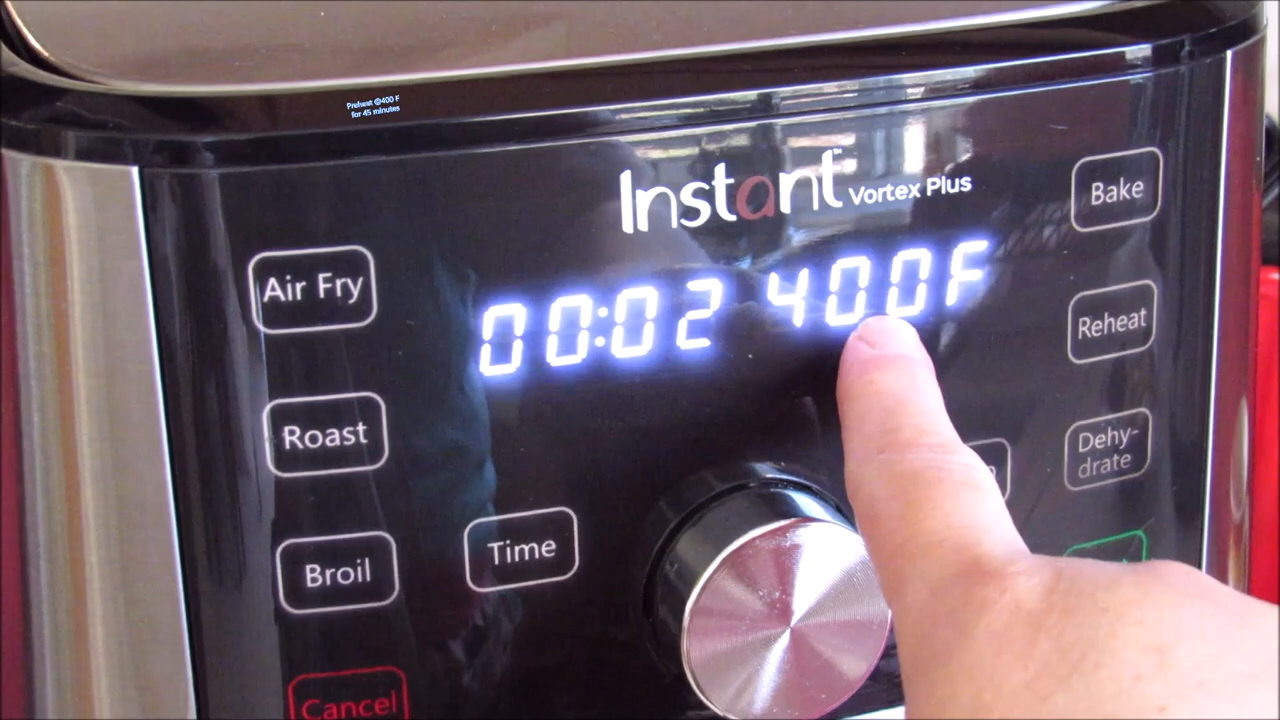 Preheat @400 F
for 45 minutes
Instant™ Vortex Plus
Bake
Air Fry
00:02 400F
Reheat
Roast
Dehy-
drate
Time
Broil
Cancel